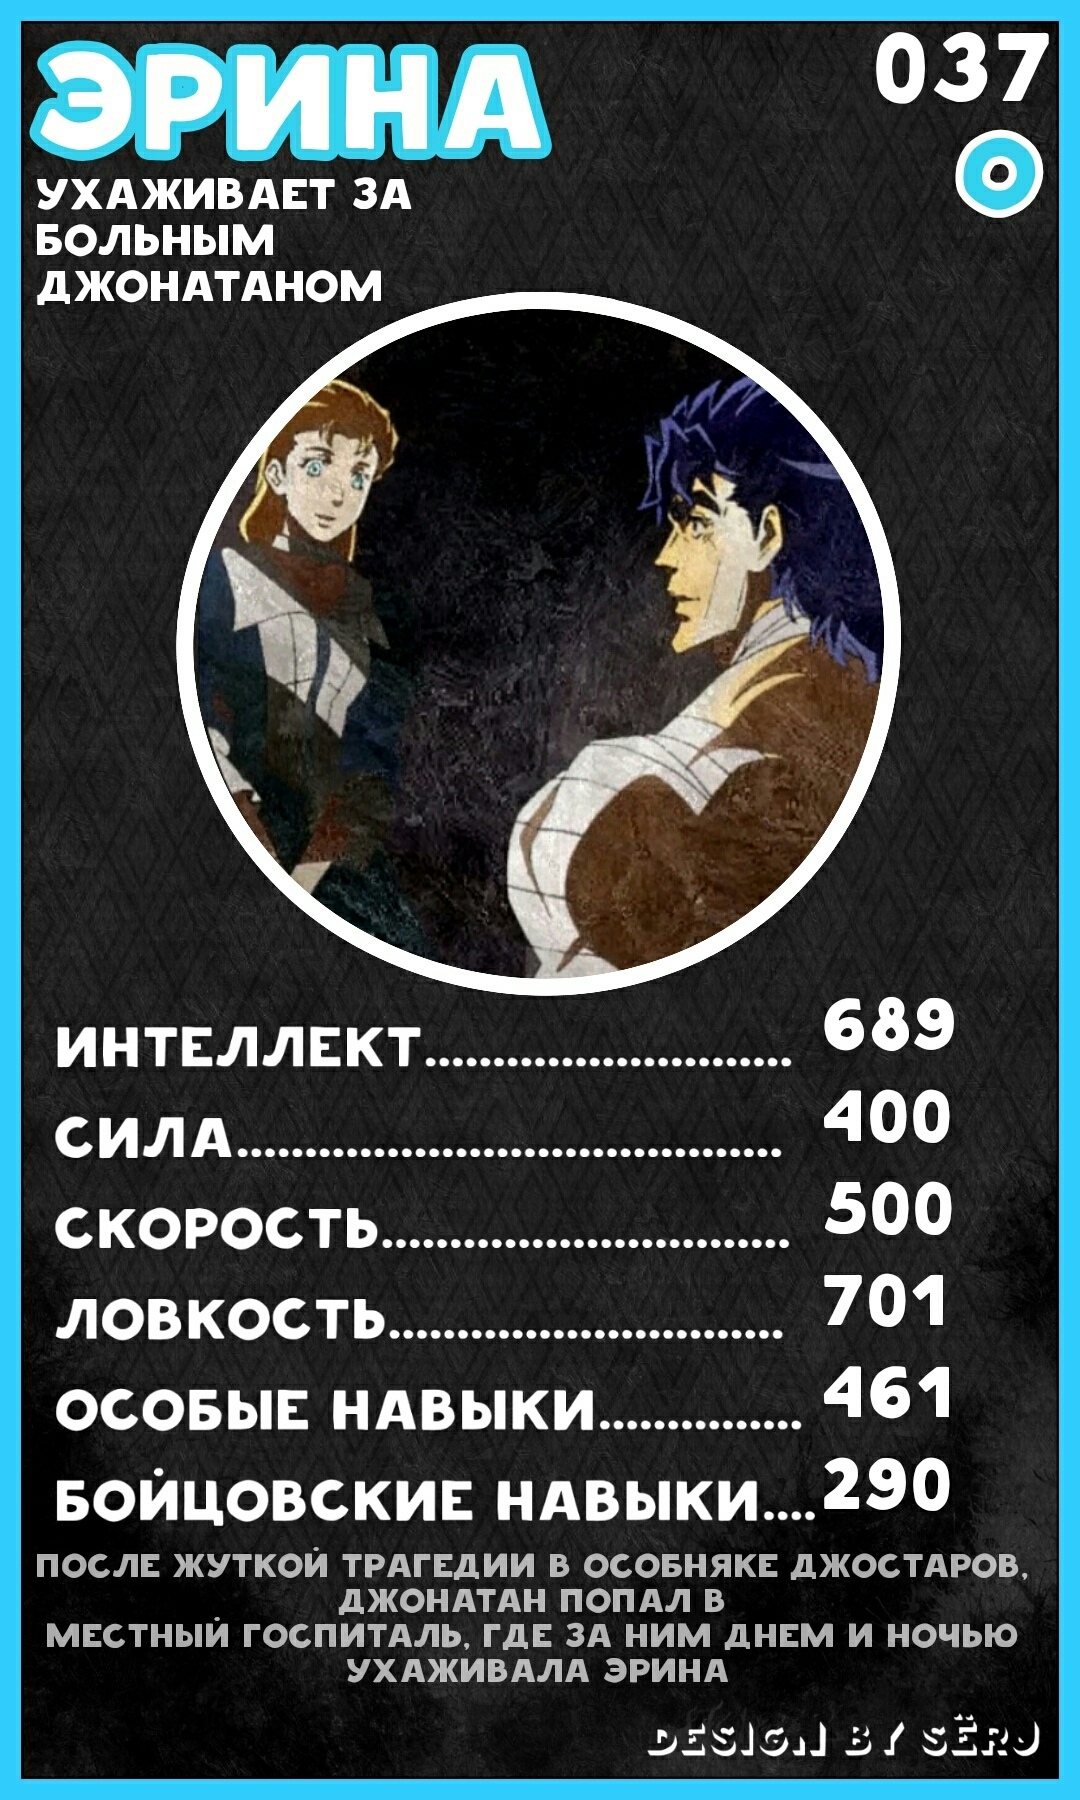 ЭРИНА
037
О
УХАЖИВАЕТ ЗА
БОЛЬНЫМ
ДЖОНАТАНОМ
ИНТЕЛЛЕКТ........................... 689
СИЛА........................................ 400
СКОРОСТЬ.............................. 500
ЛОВКОСТЬ............................. 701
ОСОБЫЕ НАВЫКИ............... 461
БОЙЦОВСКИЕ НАВЫКИ.... 290
ПОСЛЕ ЖУТКОЙ ТРАГЕДИИ В ОСОБНЯКЕ ДЖОСТАРОВ,
ДЖОНАТАН ПОПАЛ В
МЕСТНЫЙ ГОСПИТАЛЬ, ГДЕ ЗА НИМ ДНЕМ И НОЧЬЮ
УХАЖИВАЛА ЭРИНА
DESIGN BY SЁRJ